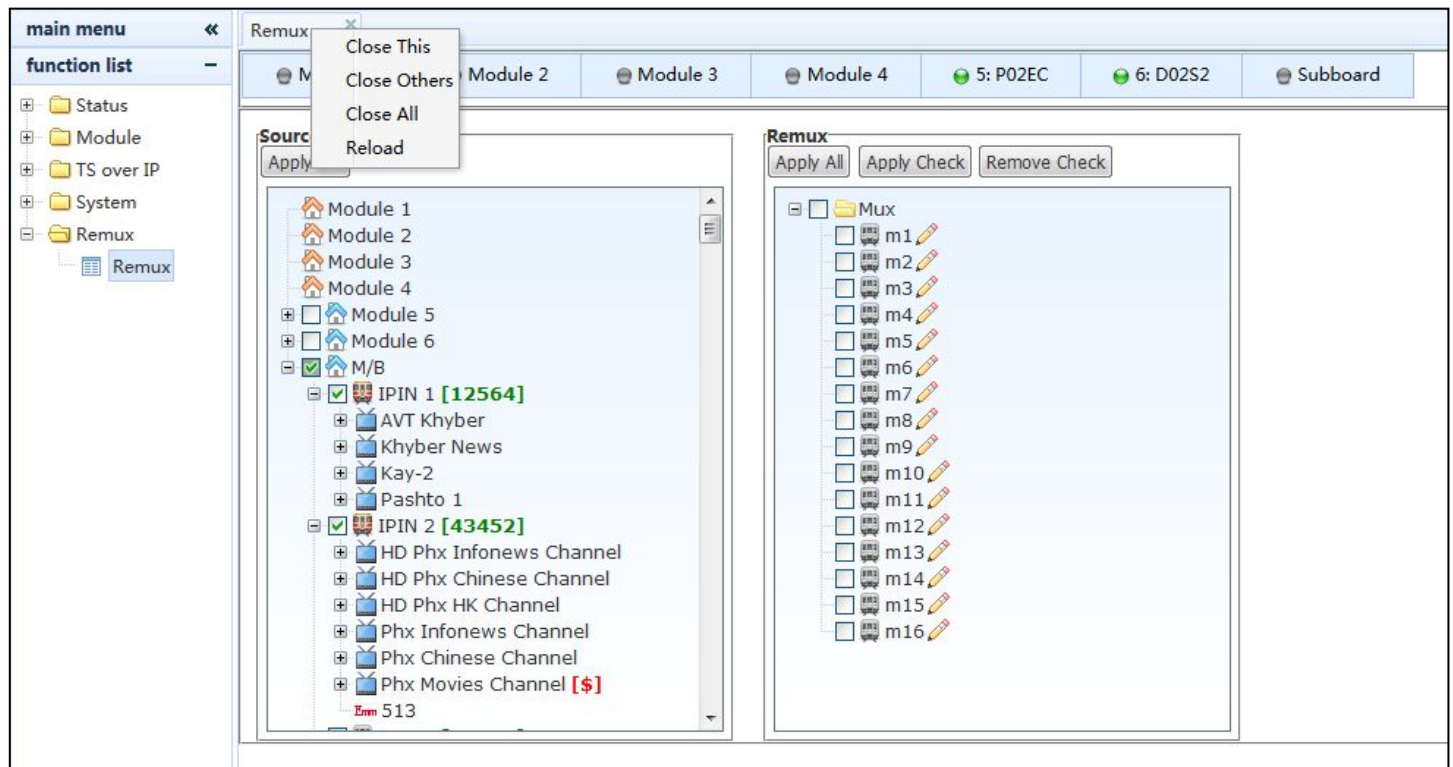 main menu «
function list −
Status
Module
TS over IP
System
Remux
Remux
Remux
Close This
Close Others
Close All
Reload
M
Module 2
Module 3
Module 4
5: P02EC
6: D02S2
Subboard
Sourc
Apply
Module 1
Module 2
Module 3
Module 4
Module 5
Module 6
M/B
IPIN 1 [12564]
AVT Khyber
Khyber News
Kay-2
Pashto 1
IPIN 2 [43452]
HD Phx Infonews Channel
HD Phx Chinese Channel
HD Phx HK Channel
Phx Infonews Channel
Phx Chinese Channel
Phx Movies Channel [$]
Emm 513
Remux
Apply All Apply Check Remove Check
Mux
m1
m2
m3
m4
m5
m6
m7
m8
m9
m10
m11
m12
m13
m14
m15
m16